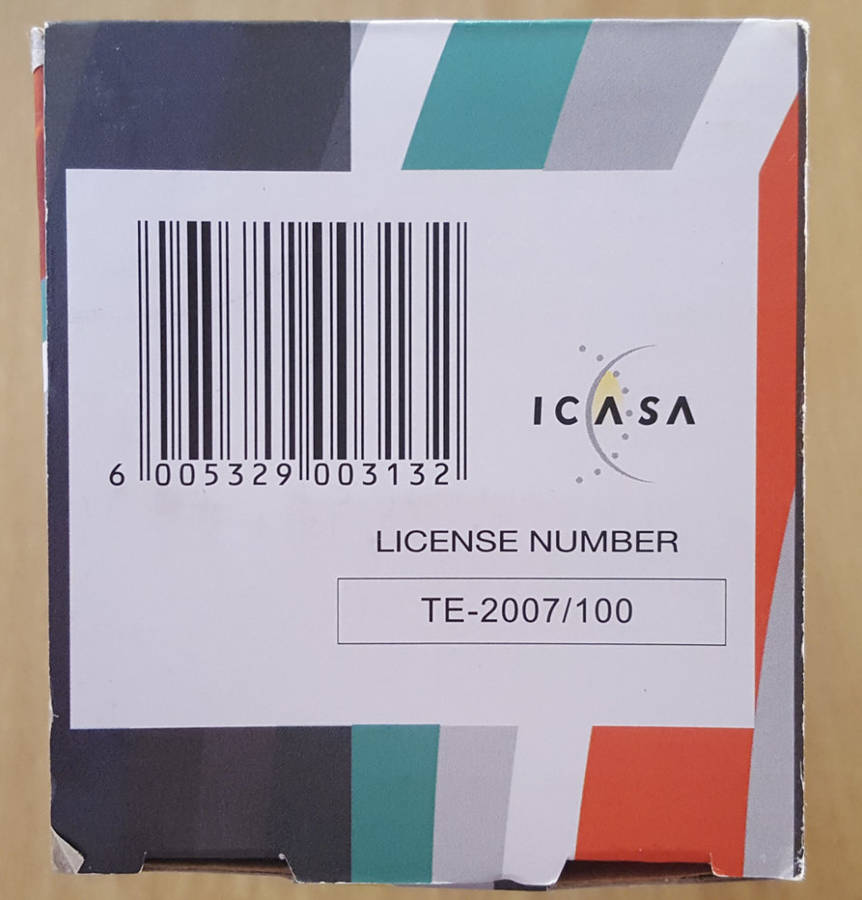 6 005329 003132
ICASA
LICENSE NUMBER
TE-2007/100